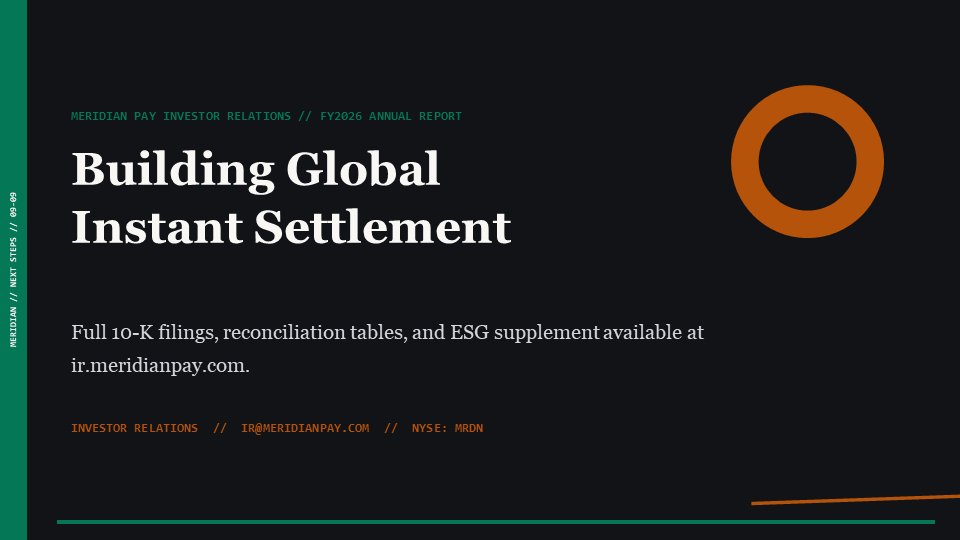 MERIDIAN PAY INVESTOR RELATIONS // FY2026 ANNUAL REPORT
Building Global
Instant Settlement
Full 10-K filings, reconciliation tables, and ESG supplement available at
ir.meridianpay.com.
INVESTOR RELATIONS // IR@MERIDIANPAY.COM // NYSE: MRDN
MERIDIAN // NEXT STEPS // 09-09